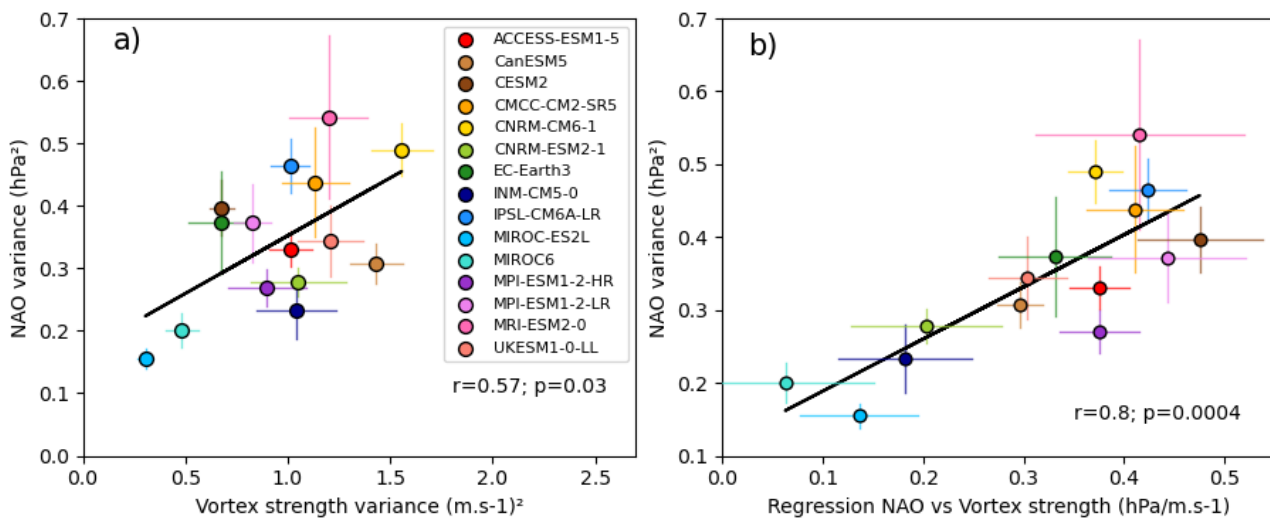 a)
0.7
0.6
0.5
0.4
0.3
0.2
0.1
0.0
NAO variance (hPa²)
0.0
0.5
1.0
1.5
2.0
2.5
Vortex strength variance (m.s-1)²
ACCESS-ESM1-5
CanESM5
CESM2
CMCC-CM2-SR5
CNRM-CM6-1
CNRM-ESM2-1
EC-Earth3
INM-CM5-0
IPSL-CM6A-LR
MIROC-ES2L
MIROC6
MPI-ESM1-2-HR
MPI-ESM1-2-LR
MRI-ESM2-0
UKESM1-0-LL
r=0.57; p=0.03
b)
0.7
0.6
0.5
0.4
0.3
0.2
0.1
NAO variance (hPa²)
0.0
0.1
0.2
0.3
0.4
0.5
Regression NAO vs Vortex strength (hPa/m.s-1)
r=0.8; p=0.0004